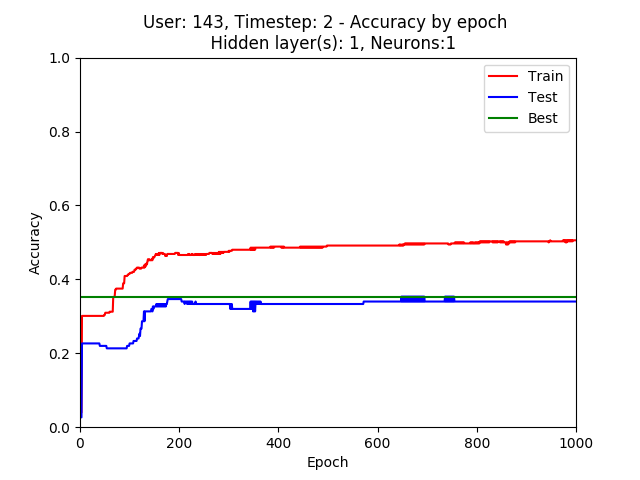 User: 143, Timestep: 2 - Accuracy by epoch
Hidden layer(s): 1, Neurons:1
1.0
0.8
0.6
0.4
0.2
0.0
Accuracy
Train
Test
Best
0 200 400 600 800 1000
Epoch